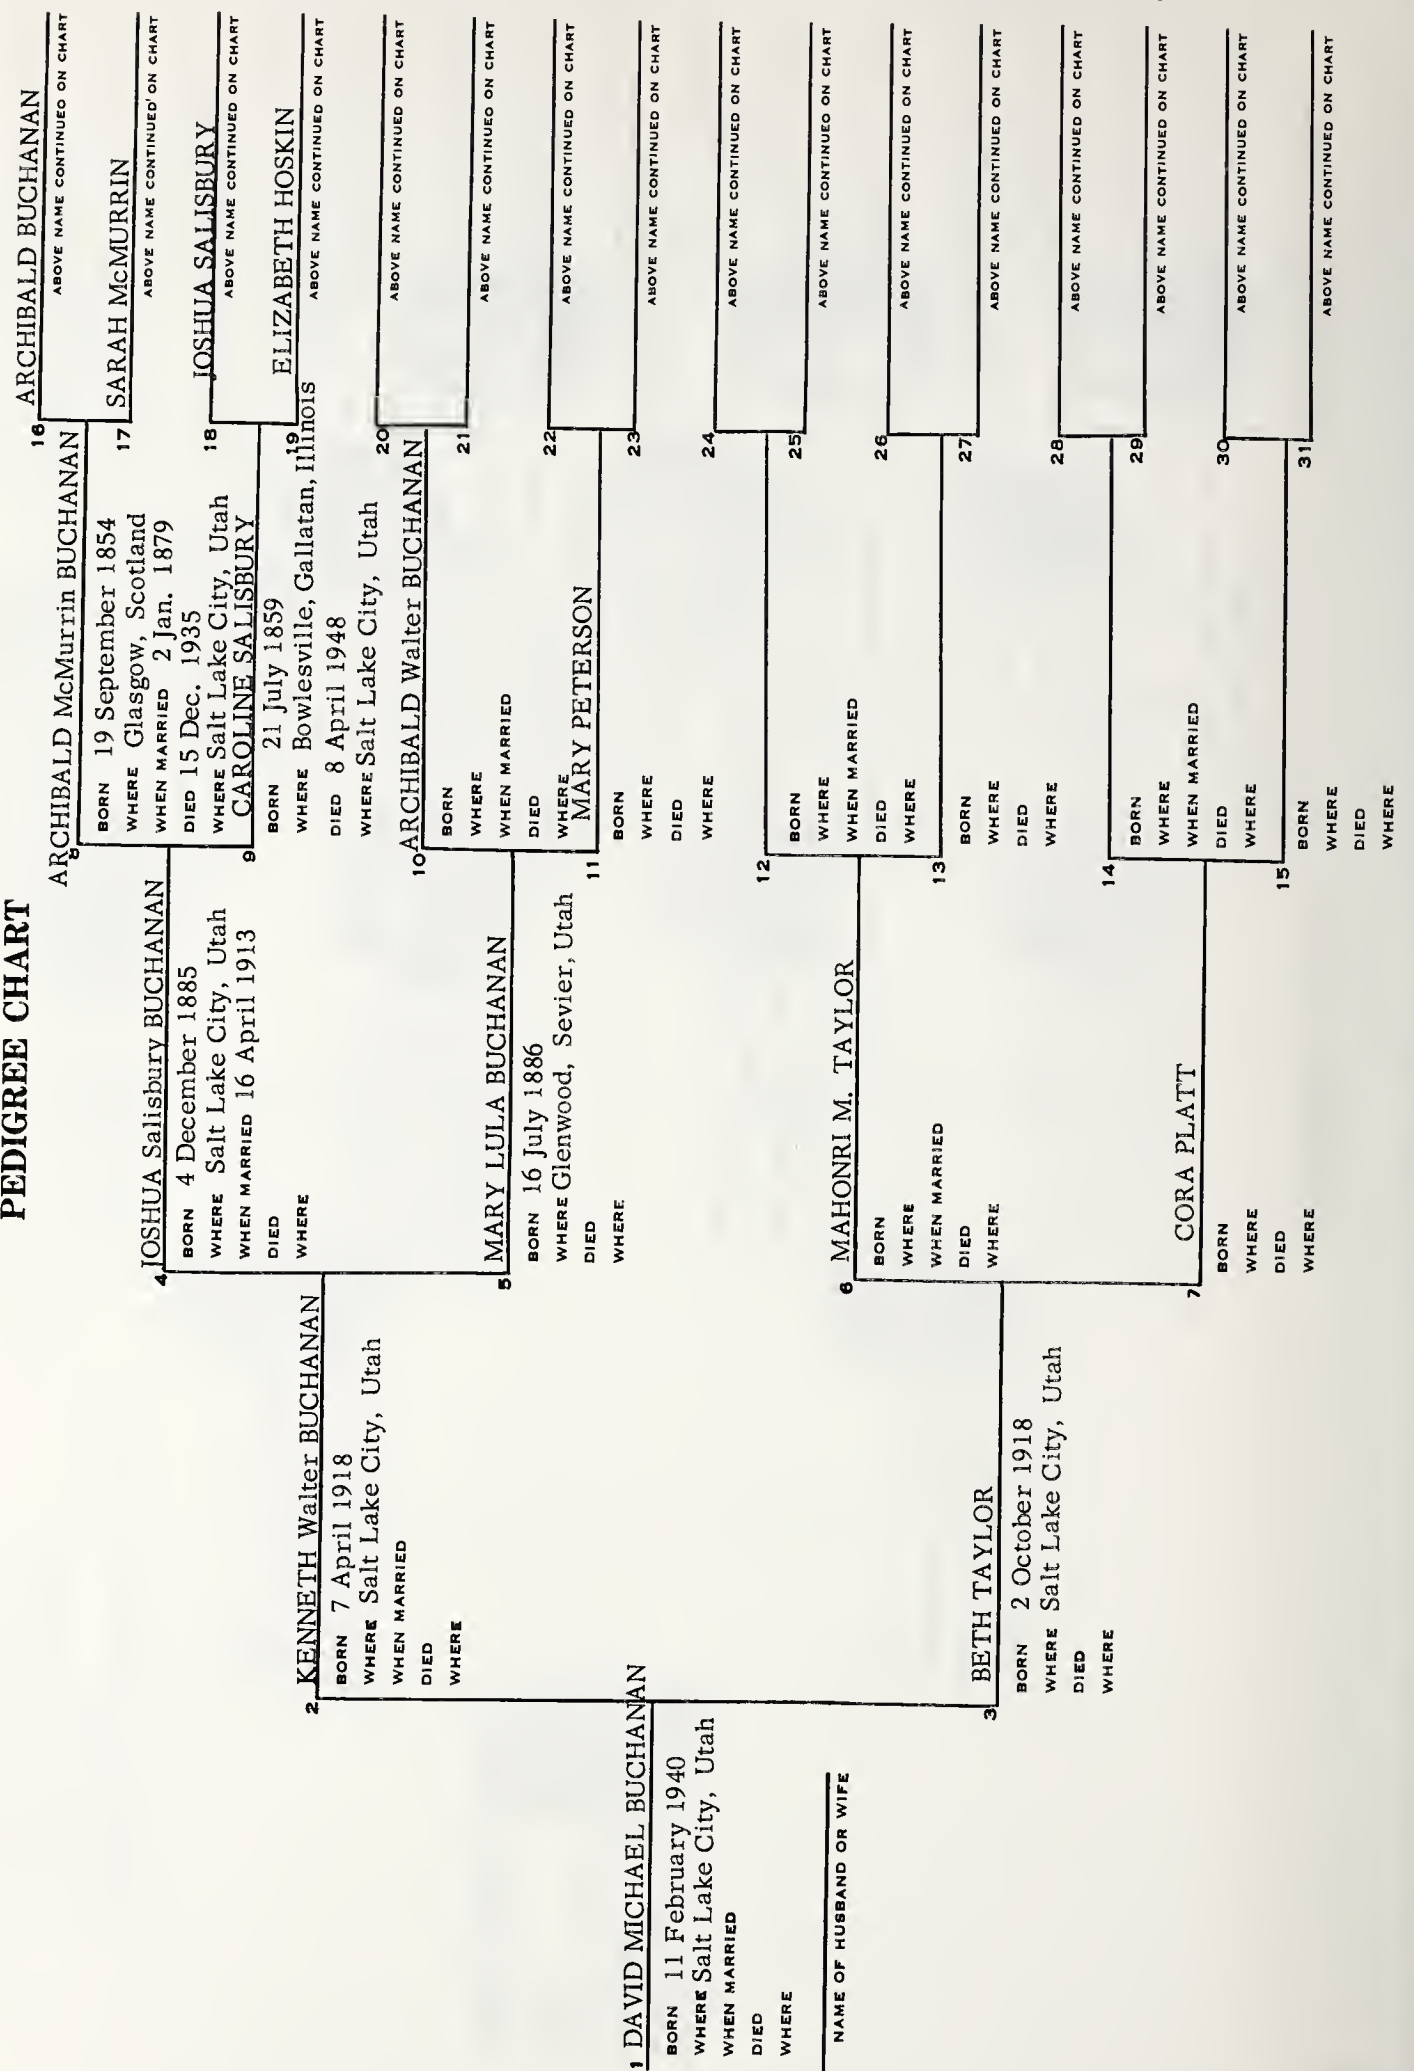 PEDIGREE CHART
1 DAVID MICHAEL BUCHANAN
BORN 11 February 1940
WHERE Salt Lake City, Utah
WHEN MARRIED
DIED
WHERE
NAME OF HUSBAND OR WIFE
2 KENNETH Walter BUCHANAN
BORN 7 April 1918
WHERE Salt Lake City, Utah
WHEN MARRIED
DIED
WHERE
3 BETH TAYLOR
BORN 2 October 1918
WHERE Salt Lake City, Utah
DIED
WHERE
4 JOSHUA Salisbury BUCHANAN
BORN 4 December 1885
WHERE Salt Lake City, Utah
WHEN MARRIED 16 April 1913
DIED
WHERE
5 MARY LULA BUCHANAN
BORN 16 July 1886
WHERE Glenwood, Sevier, Utah
DIED
WHERE
6 MAHONRI M. TAYLOR
BORN
WHERE
WHEN MARRIED
DIED
WHERE
7 CORA PLATT
BORN
WHERE
DIED
WHERE
8 ARCHIBALD McMurrin BUCHANAN
BORN 19 September 1854
WHERE Glasgow, Scotland
WHEN MARRIED 2 Jan. 1879
DIED 15 Dec. 1935
WHERE Salt Lake City, Utah
9 CAROLINE SALISBURY
BORN 21 July 1859
WHERE Bowlesville, Gallatan, Illinois
DIED 8 April 1948
WHERE Salt Lake City, Utah
10 ARCHIBALD Walter BUCHANAN
BORN
WHERE
WHEN MARRIED
DIED
WHERE
11 MARY PETERSON
BORN
WHERE
DIED
WHERE
12
BORN
WHERE
WHEN MARRIED
DIED
WHERE
13
BORN
WHERE
DIED
WHERE
14
BORN
WHERE
WHEN MARRIED
DIED
WHERE
15
BORN
WHERE
DIED
WHERE
16 ARCHIBALD BUCHANAN
ABOVE NAME CONTINUED ON CHART
17 SARAH McMURRIN
ABOVE NAME CONTINUED ON CHART
18 JOSHUA SALISBURY
ABOVE NAME CONTINUED ON CHART
19 ELIZABETH HOSKIN
ABOVE NAME CONTINUED ON CHART
20
ABOVE NAME CONTINUED ON CHART
21
ABOVE NAME CONTINUED ON CHART
22
ABOVE NAME CONTINUED ON CHART
23
ABOVE NAME CONTINUED ON CHART
24
ABOVE NAME CONTINUED ON CHART
25
ABOVE NAME CONTINUED ON CHART
26
ABOVE NAME CONTINUED ON CHART
27
ABOVE NAME CONTINUED ON CHART
28
ABOVE NAME CONTINUED ON CHART
29
ABOVE NAME CONTINUED ON CHART
30
ABOVE NAME CONTINUED ON CHART
31
ABOVE NAME CONTINUED ON CHART